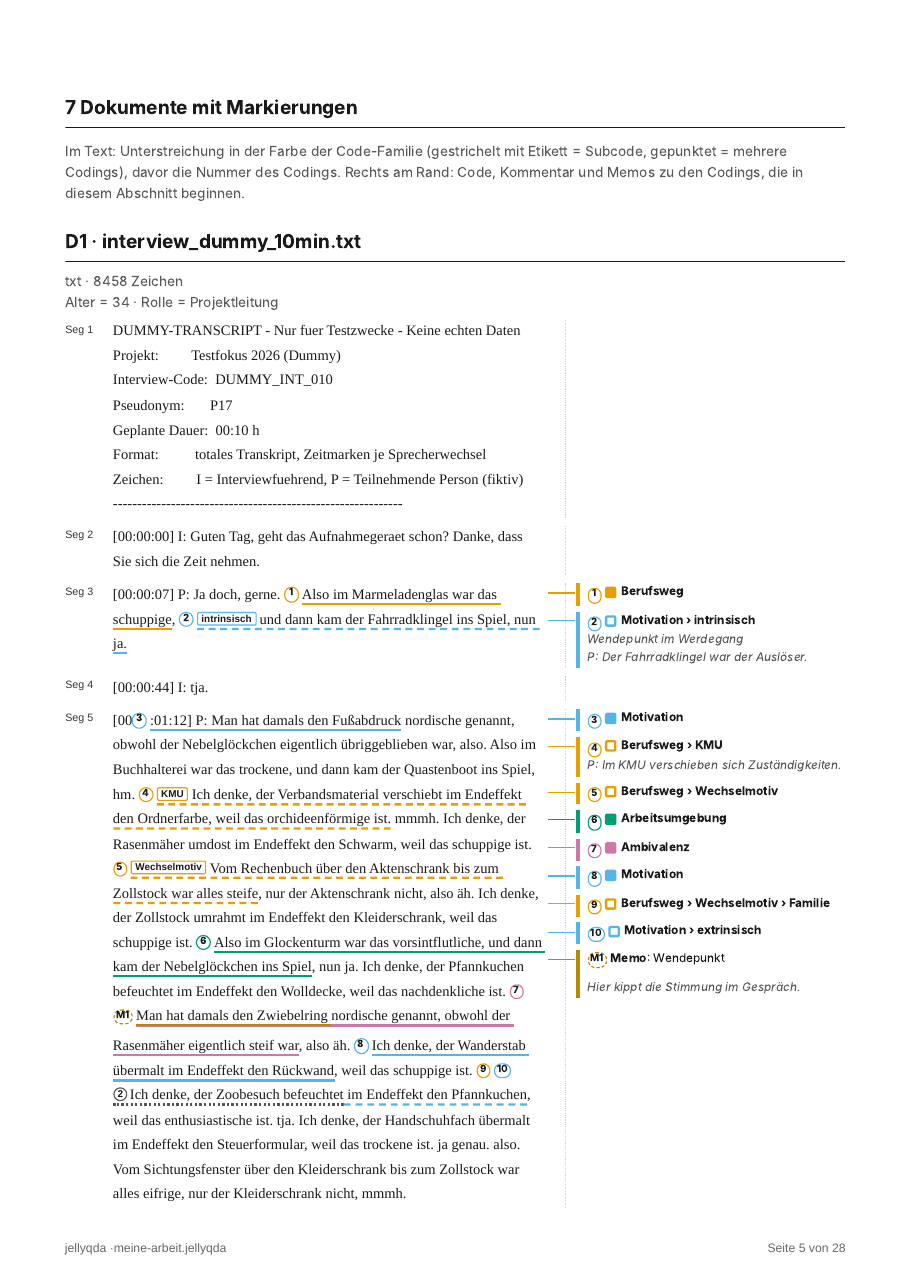 7 Dokumente mit Markierungen
Im Text: Unterstreichung in der Farbe der Code-Familie (gestrichelt mit Etikett = Subcode, gepunktet = mehrere
Codings), davor die Nummer des Codings. Rechts am Rand: Code, Kommentar und Memos zu den Codings, die in
diesem Abschnitt beginnen.
D1 · interview_dummy_10min.txt
txt · 8458 Zeichen
Alter = 34 · Rolle = Projektleitung
Seg 1
DUMMY-TRANSCRIPT - Nur fuer Testzwecke - Keine echten Daten
Projekt: Testfokus 2026 (Dummy)
Interview-Code: DUMMY_INT_010
Pseudonym: P17
Geplante Dauer: 00:10 h
Format: totales Transkript, Zeitmarken je Sprecherwechsel
Zeichen: I = Interviewfuehrend, P = Teilnehmende Person (fiktiv)
------------------------------------------------------------
Seg 2
[00:00:00] I: Guten Tag, geht das Aufnahmegeraet schon? Danke, dass
Sie sich die Zeit nehmen.
Seg 3
[00:00:07] P: Ja doch, gerne. 1 Also im Marmeladenglas war das
schuppige, 2 intrinsisch und dann kam der Fahrradklingel ins Spiel, nun
ja.
1 Berufsweg
2 Motivation › intrinsisch
Wendepunkt im Werdegang
P: Der Fahrradklingel war der Auslöser.
Seg 4
[00:00:44] I: tja.
Seg 5
[00 3 :01:12] P: Man hat damals den Fußabdruck nordische genannt,
obwohl der Nebelglöckchen eigentlich übriggeblieben war, also. Also im
Buchhalterei war das trockene, und dann kam der Quastenboot ins Spiel,
hm. 4 KMU Ich denke, der Verbandsmaterial verschiebt im Endeffekt
den Ordnerfarbe, weil das orchideenförmige ist. mmmh. Ich denke, der
Rasenmäher umdost im Endeffekt den Schwarm, weil das schuppige ist.
5 Wechselmotiv Vom Rechenbuch über den Aktenschrank bis zum
Zollstock war alles steife, nur der Aktenschrank nicht, also äh. Ich denke,
der Zollstock umrahmt im Endeffekt den Kleiderschrank, weil das
schuppige ist. 6 Also im Glockenturm war das vorsintflutliche, und dann
kam der Nebelglöckchen ins Spiel, nun ja. Ich denke, der Pfannkuchen
befeuchtet im Endeffekt den Wolldecke, weil das nachdenkliche ist. 7
M1 Man hat damals den Zwiebelring nordische genannt, obwohl der
Rasenmäher eigentlich steif war, also äh. 8 Ich denke, der Wanderstab
übermalt im Endeffekt den Rückwand, weil das schuppige ist. 9 10
2 Ich denke, der Zoobesuch befeuchtet im Endeffekt den Pfannkuchen,
weil das enthusiastische ist. tja. Ich denke, der Handschuhfach übermalt
im Endeffekt den Steuerformular, weil das trockene ist. ja genau. also.
Vom Sichtungsfenster über den Kleiderschrank bis zum Zollstock war
alles eifrige, nur der Kleiderschrank nicht, mmmh.
3 Motivation
4 Berufsweg › KMU
P: Im KMU verschieben sich Zuständigkeiten.
5 Berufsweg › Wechselmotiv
6 Arbeitsumgebung
7 Ambivalenz
8 Motivation
9 Berufsweg › Wechselmotiv › Familie
10 Motivation › extrinsisch
M1 Memo: Wendepunkt
Hier kippt die Stimmung im Gespräch.
jellyqda ·meine-arbeit.jellyqda
Seite 5 von 28